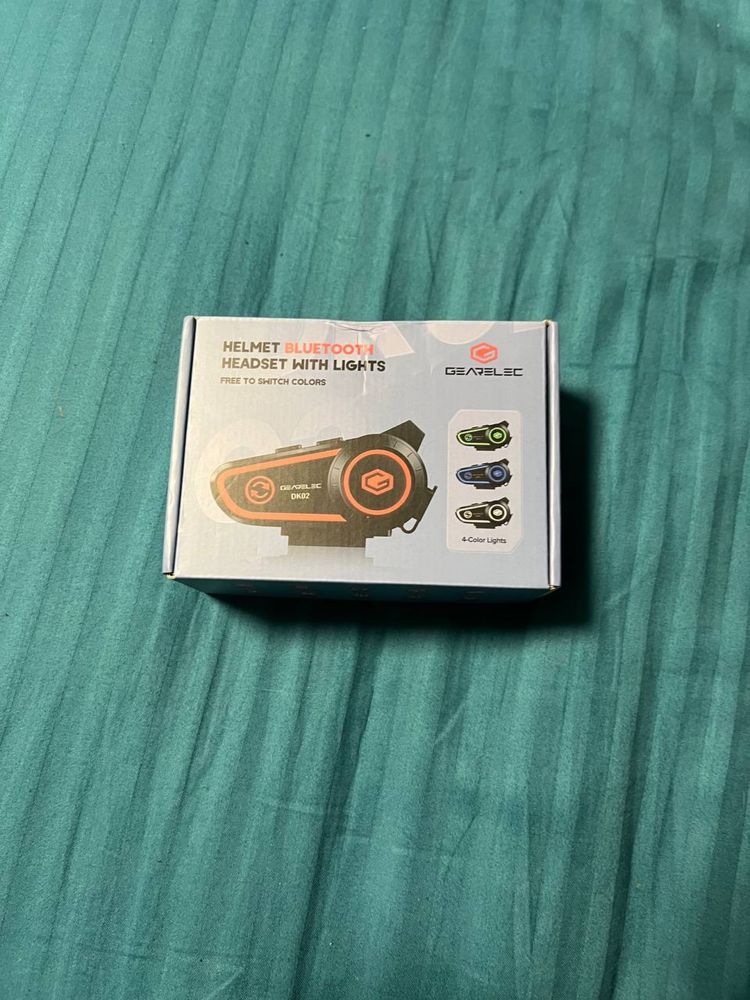 HELMET BLUETOOTH
HEADSET WITH LIGHTS
FREE TO SWITCH COLORS
GEARELEC
GEARELEC
DK02
4-Color Lights